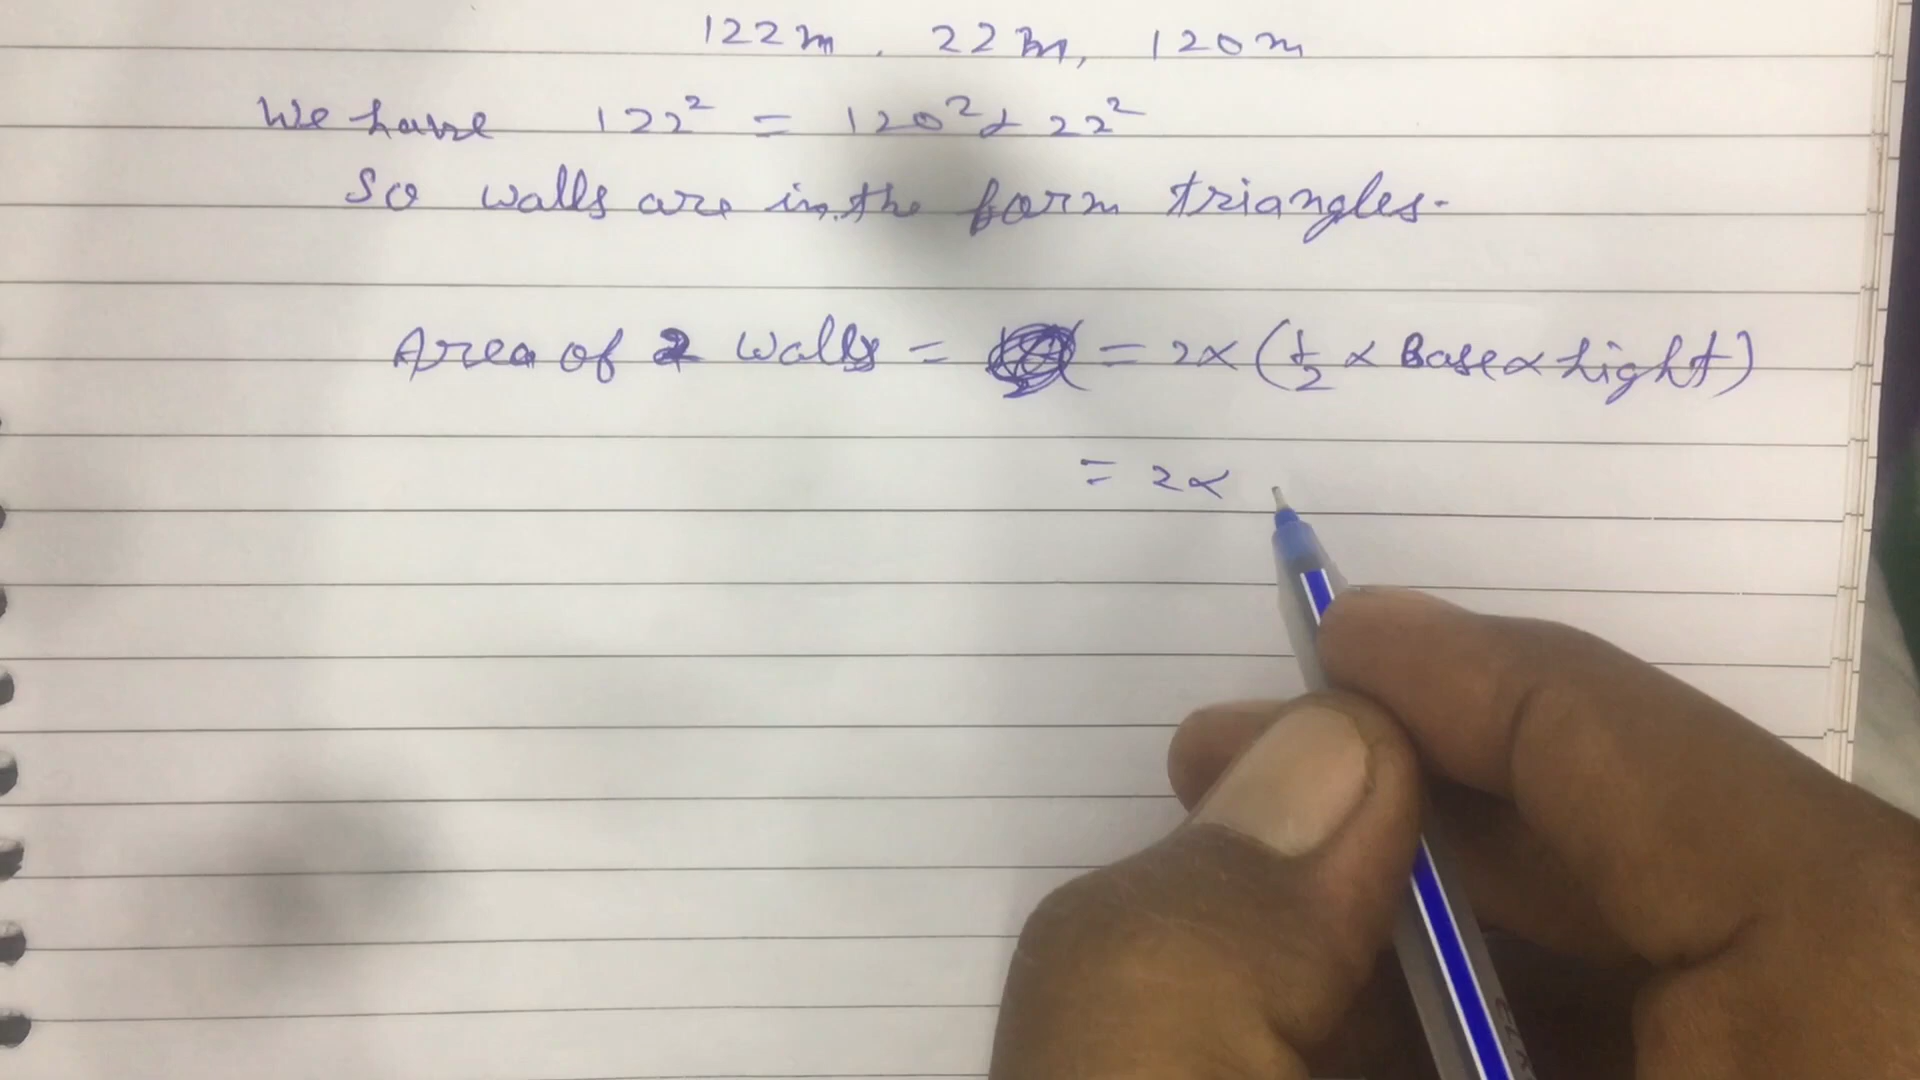 122m, 22m, 120m
We have 122² = 120² + 22²
So walls are in the form triangles.
Area of 2 walls = = 2 × (1/2 × Base × hight)
= 2 ×